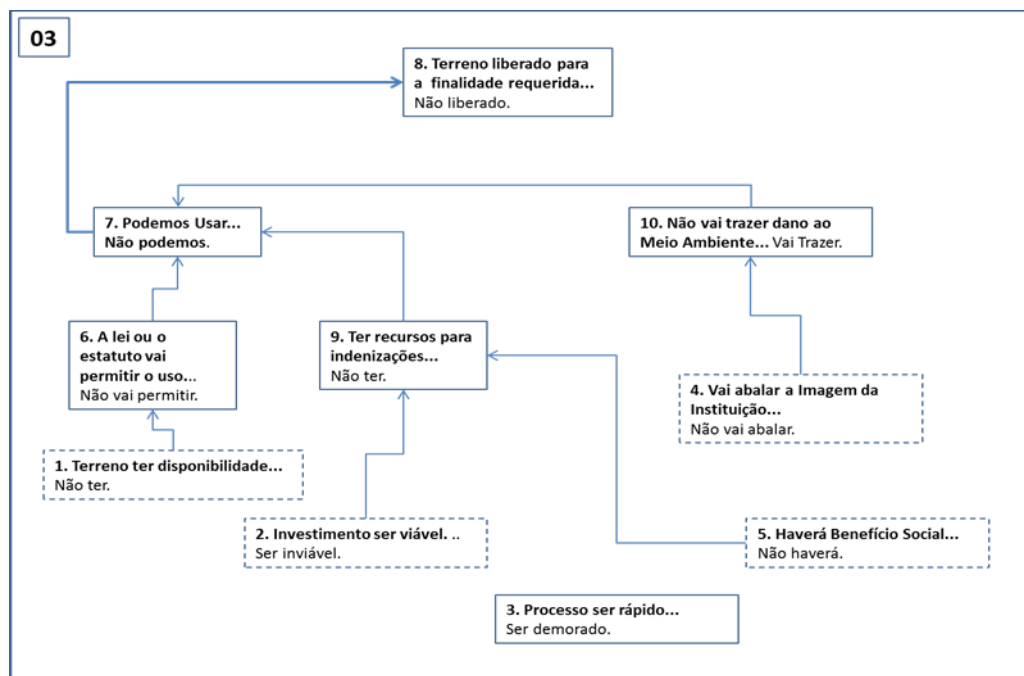 03
8. Terreno liberado para
a finalidade requerida...
Não liberado.
7. Podemos Usar...
Não podemos.
10. Não vai trazer dano ao
Meio Ambiente... Vai Trazer.
6. A lei ou o
estatuto vai
permitir o uso...
Não vai permitir.
9. Ter recursos para
indenizações...
Não ter.
4. Vai abalar a Imagem da
Instituição...
Não vai abalar.
1. Terreno ter disponibilidade...
Não ter.
2. Investimento ser viável. ..
Ser inviável.
5. Haverá Benefício Social...
Não haverá.
3. Processo ser rápido...
Ser demorado.